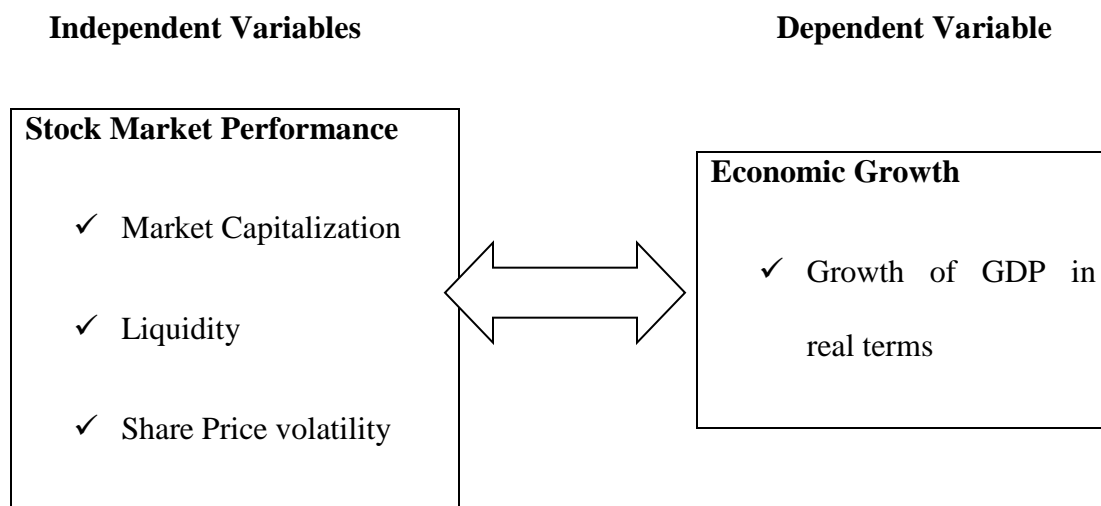 Independent Variables
Dependent Variable
Stock Market Performance
✓ Market Capitalization
✓ Liquidity
✓ Share Price volatility
Economic Growth
✓ Growth of GDP in
real terms